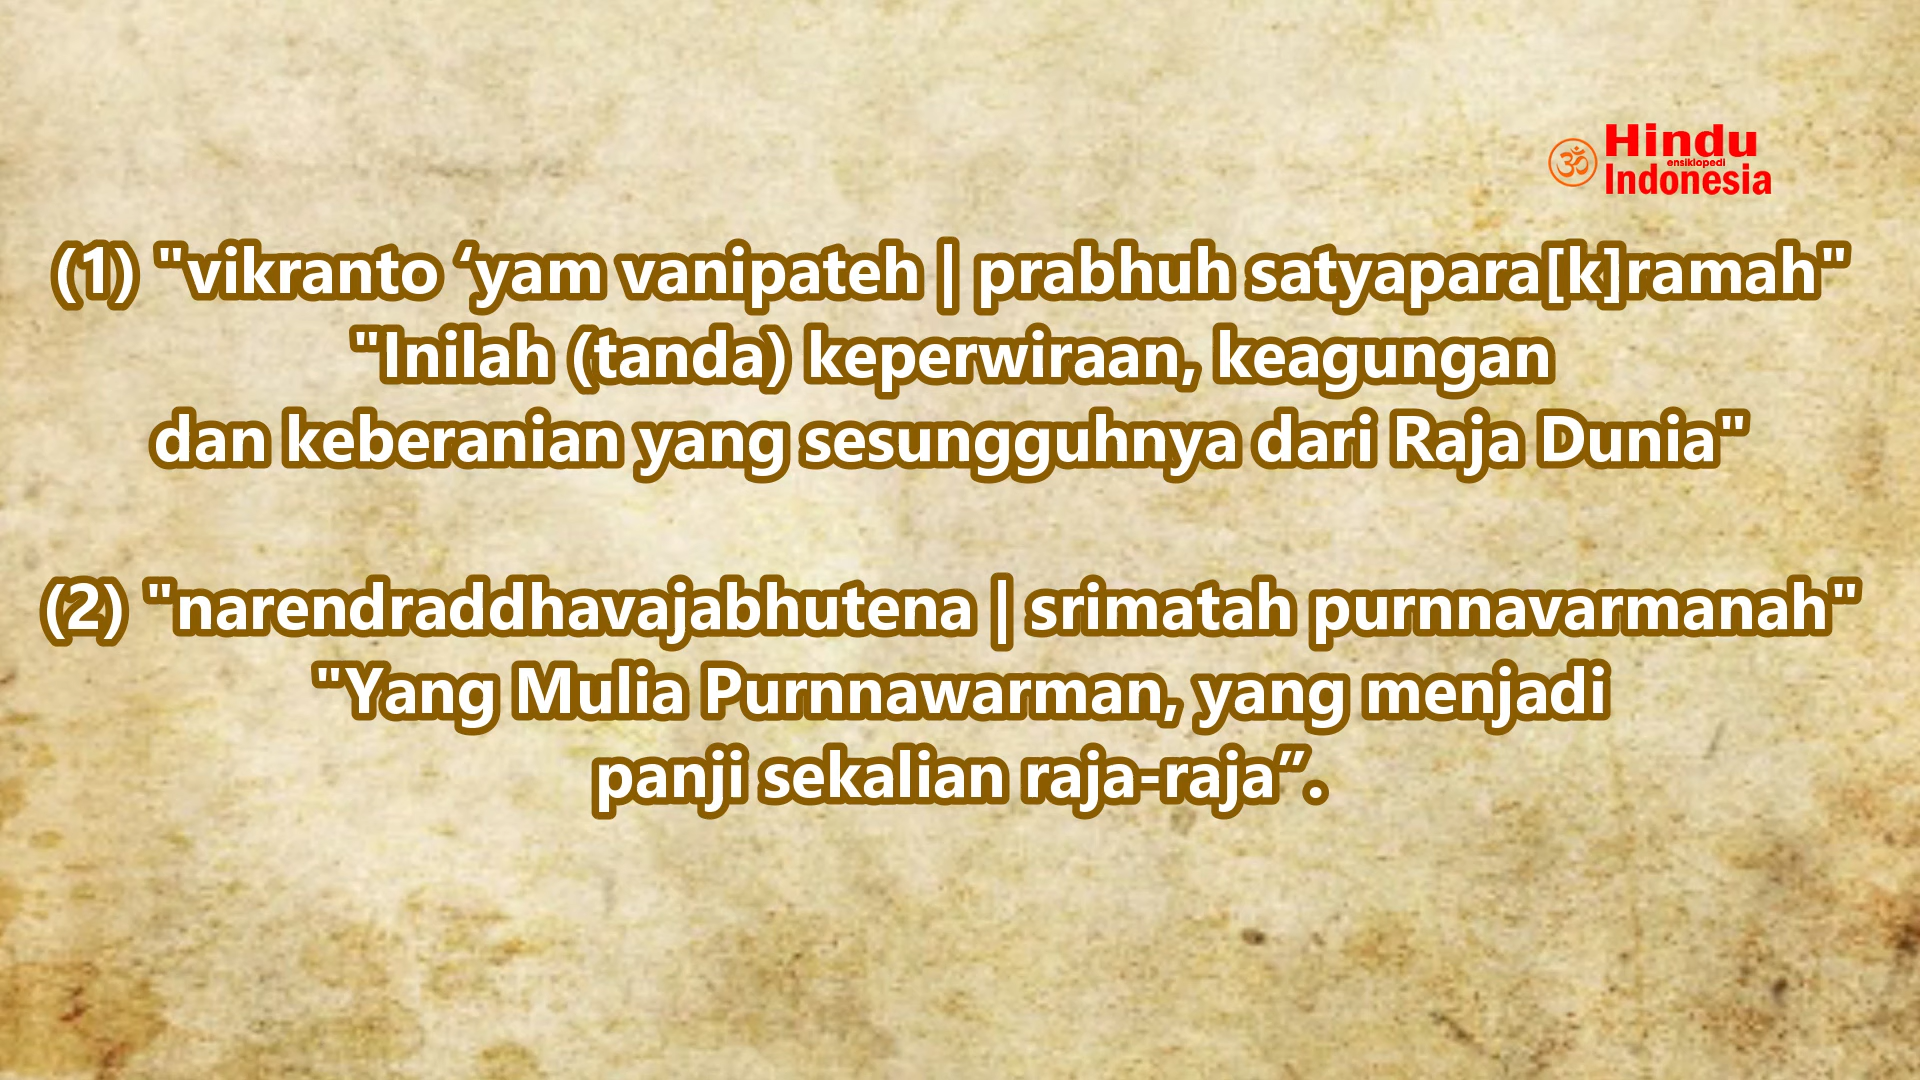 Hindu
ensiklopedi
Indonesia
(1) "vikranto ‘yam vanipateh | prabhuh satyapara[k]ramah"
"Inilah (tanda) keperwiraan, keagungan
dan keberanian yang sesungguhnya dari Raja Dunia"
(2) "narendraddhavajabhutena | srimatah purnnavarmanah"
"Yang Mulia Purnnawarman, yang menjadi
panji sekalian raja-raja”.